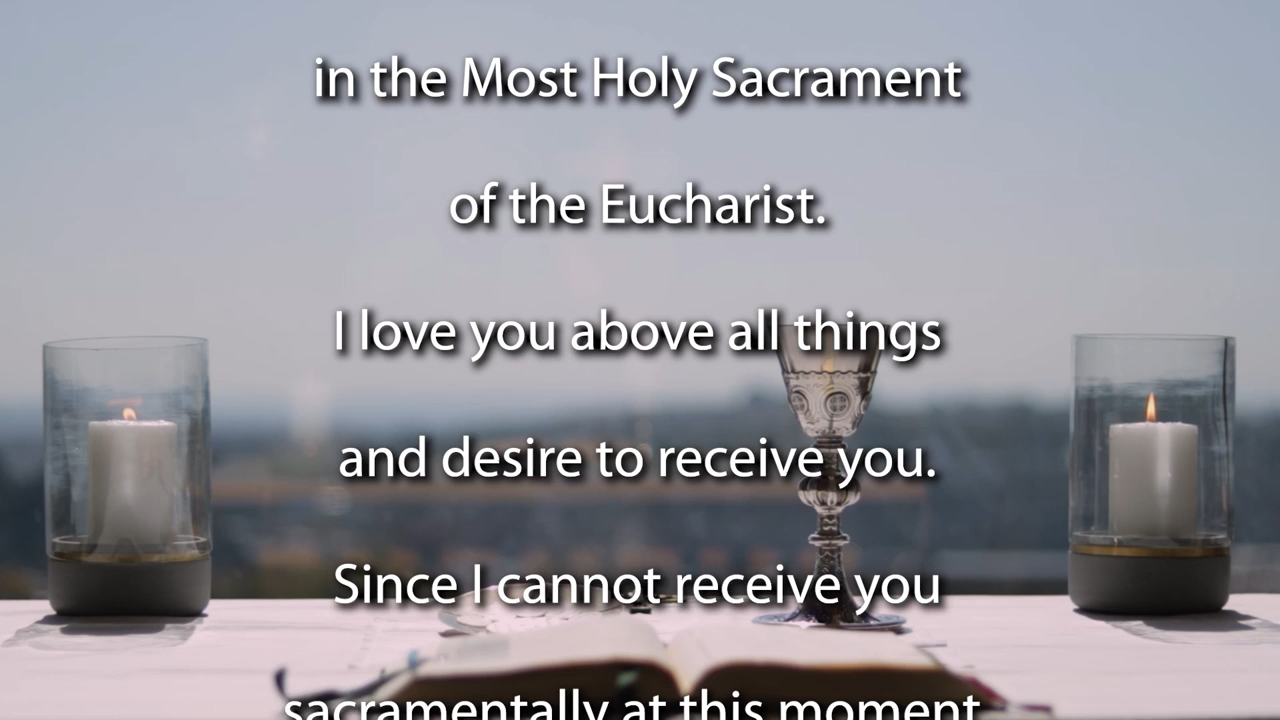 in the Most Holy Sacrament
of the Eucharist.
I love you above all things
and desire to receive you.
Since I cannot receive you
sacramentally at this moment